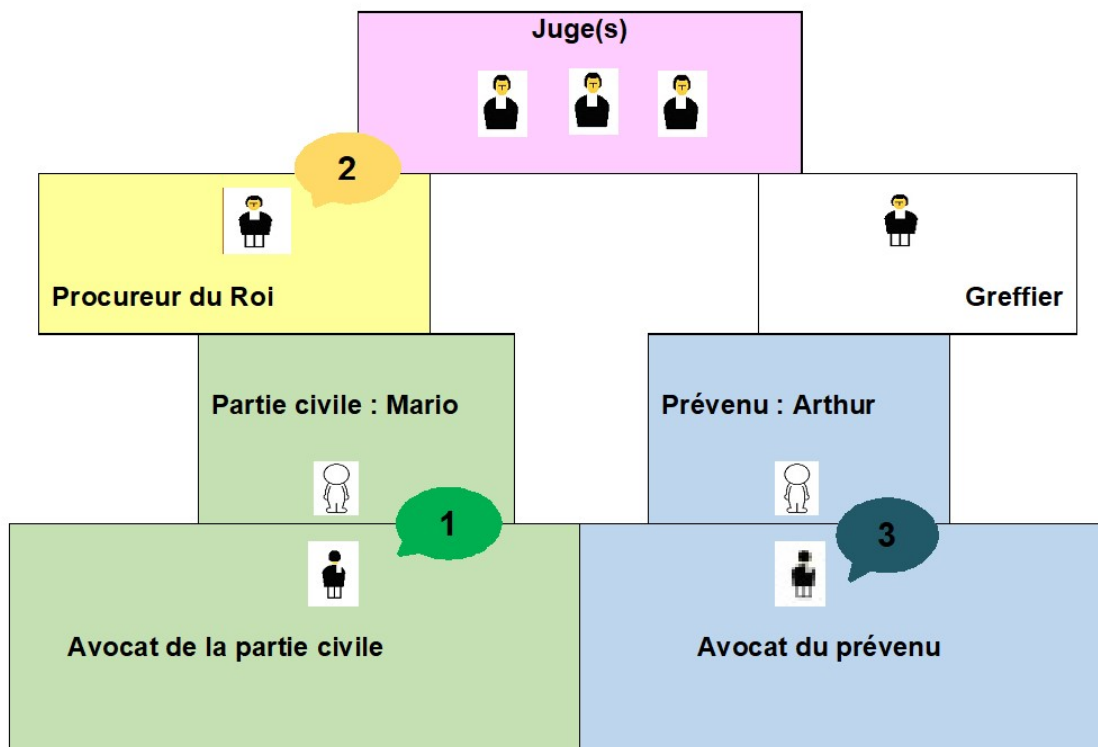 Juge(s)
2
Procureur du Roi
Greffier
Partie civile : Mario
Prévenu : Arthur
1
3
Avocat de la partie civile
Avocat du prévenu